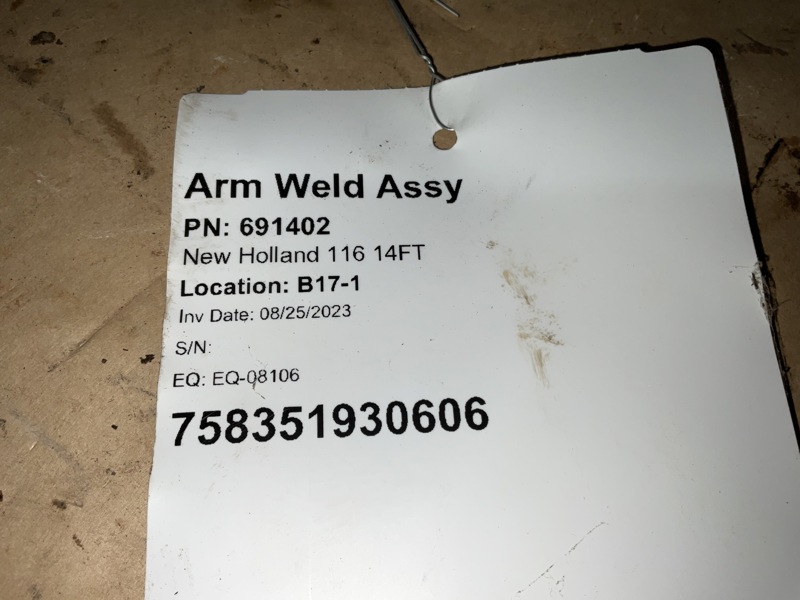 Arm Weld Assy
PN: 691402
New Holland 116 14FT
Location: B17-1
Inv Date: 08/25/2023
S/N:
EQ: EQ-08106
758351930606